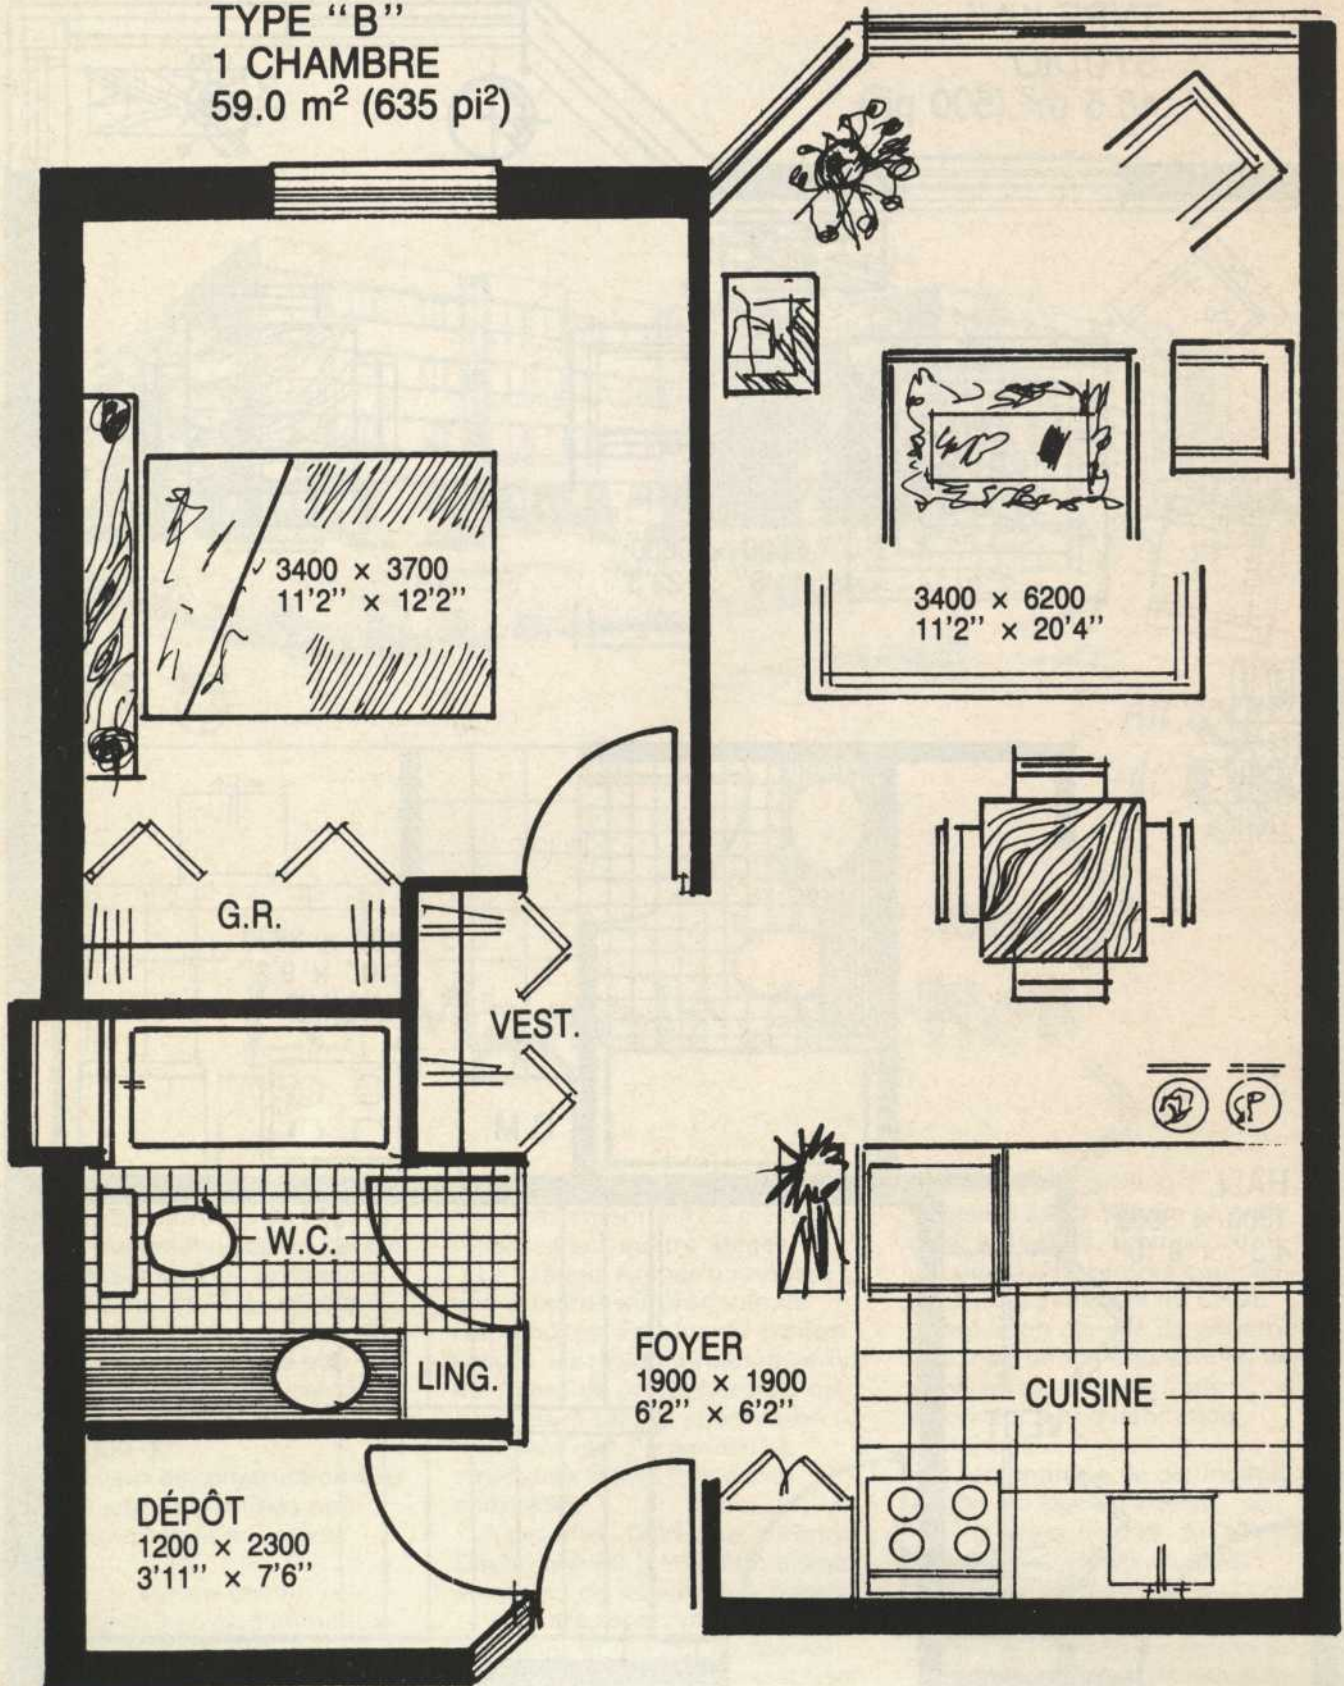 TYPE “B”
1 CHAMBRE
59.0 m² (635 pi²)
3400 x 3700
11'2'' x 12'2''
3400 x 6200
11'2'' x 20'4''
G.R.
VEST.
W.C.
LING.
FOYER
1900 x 1900
6'2'' x 6'2''
CUISINE
DÉPÔT
1200 x 2300
3'11'' x 7'6''